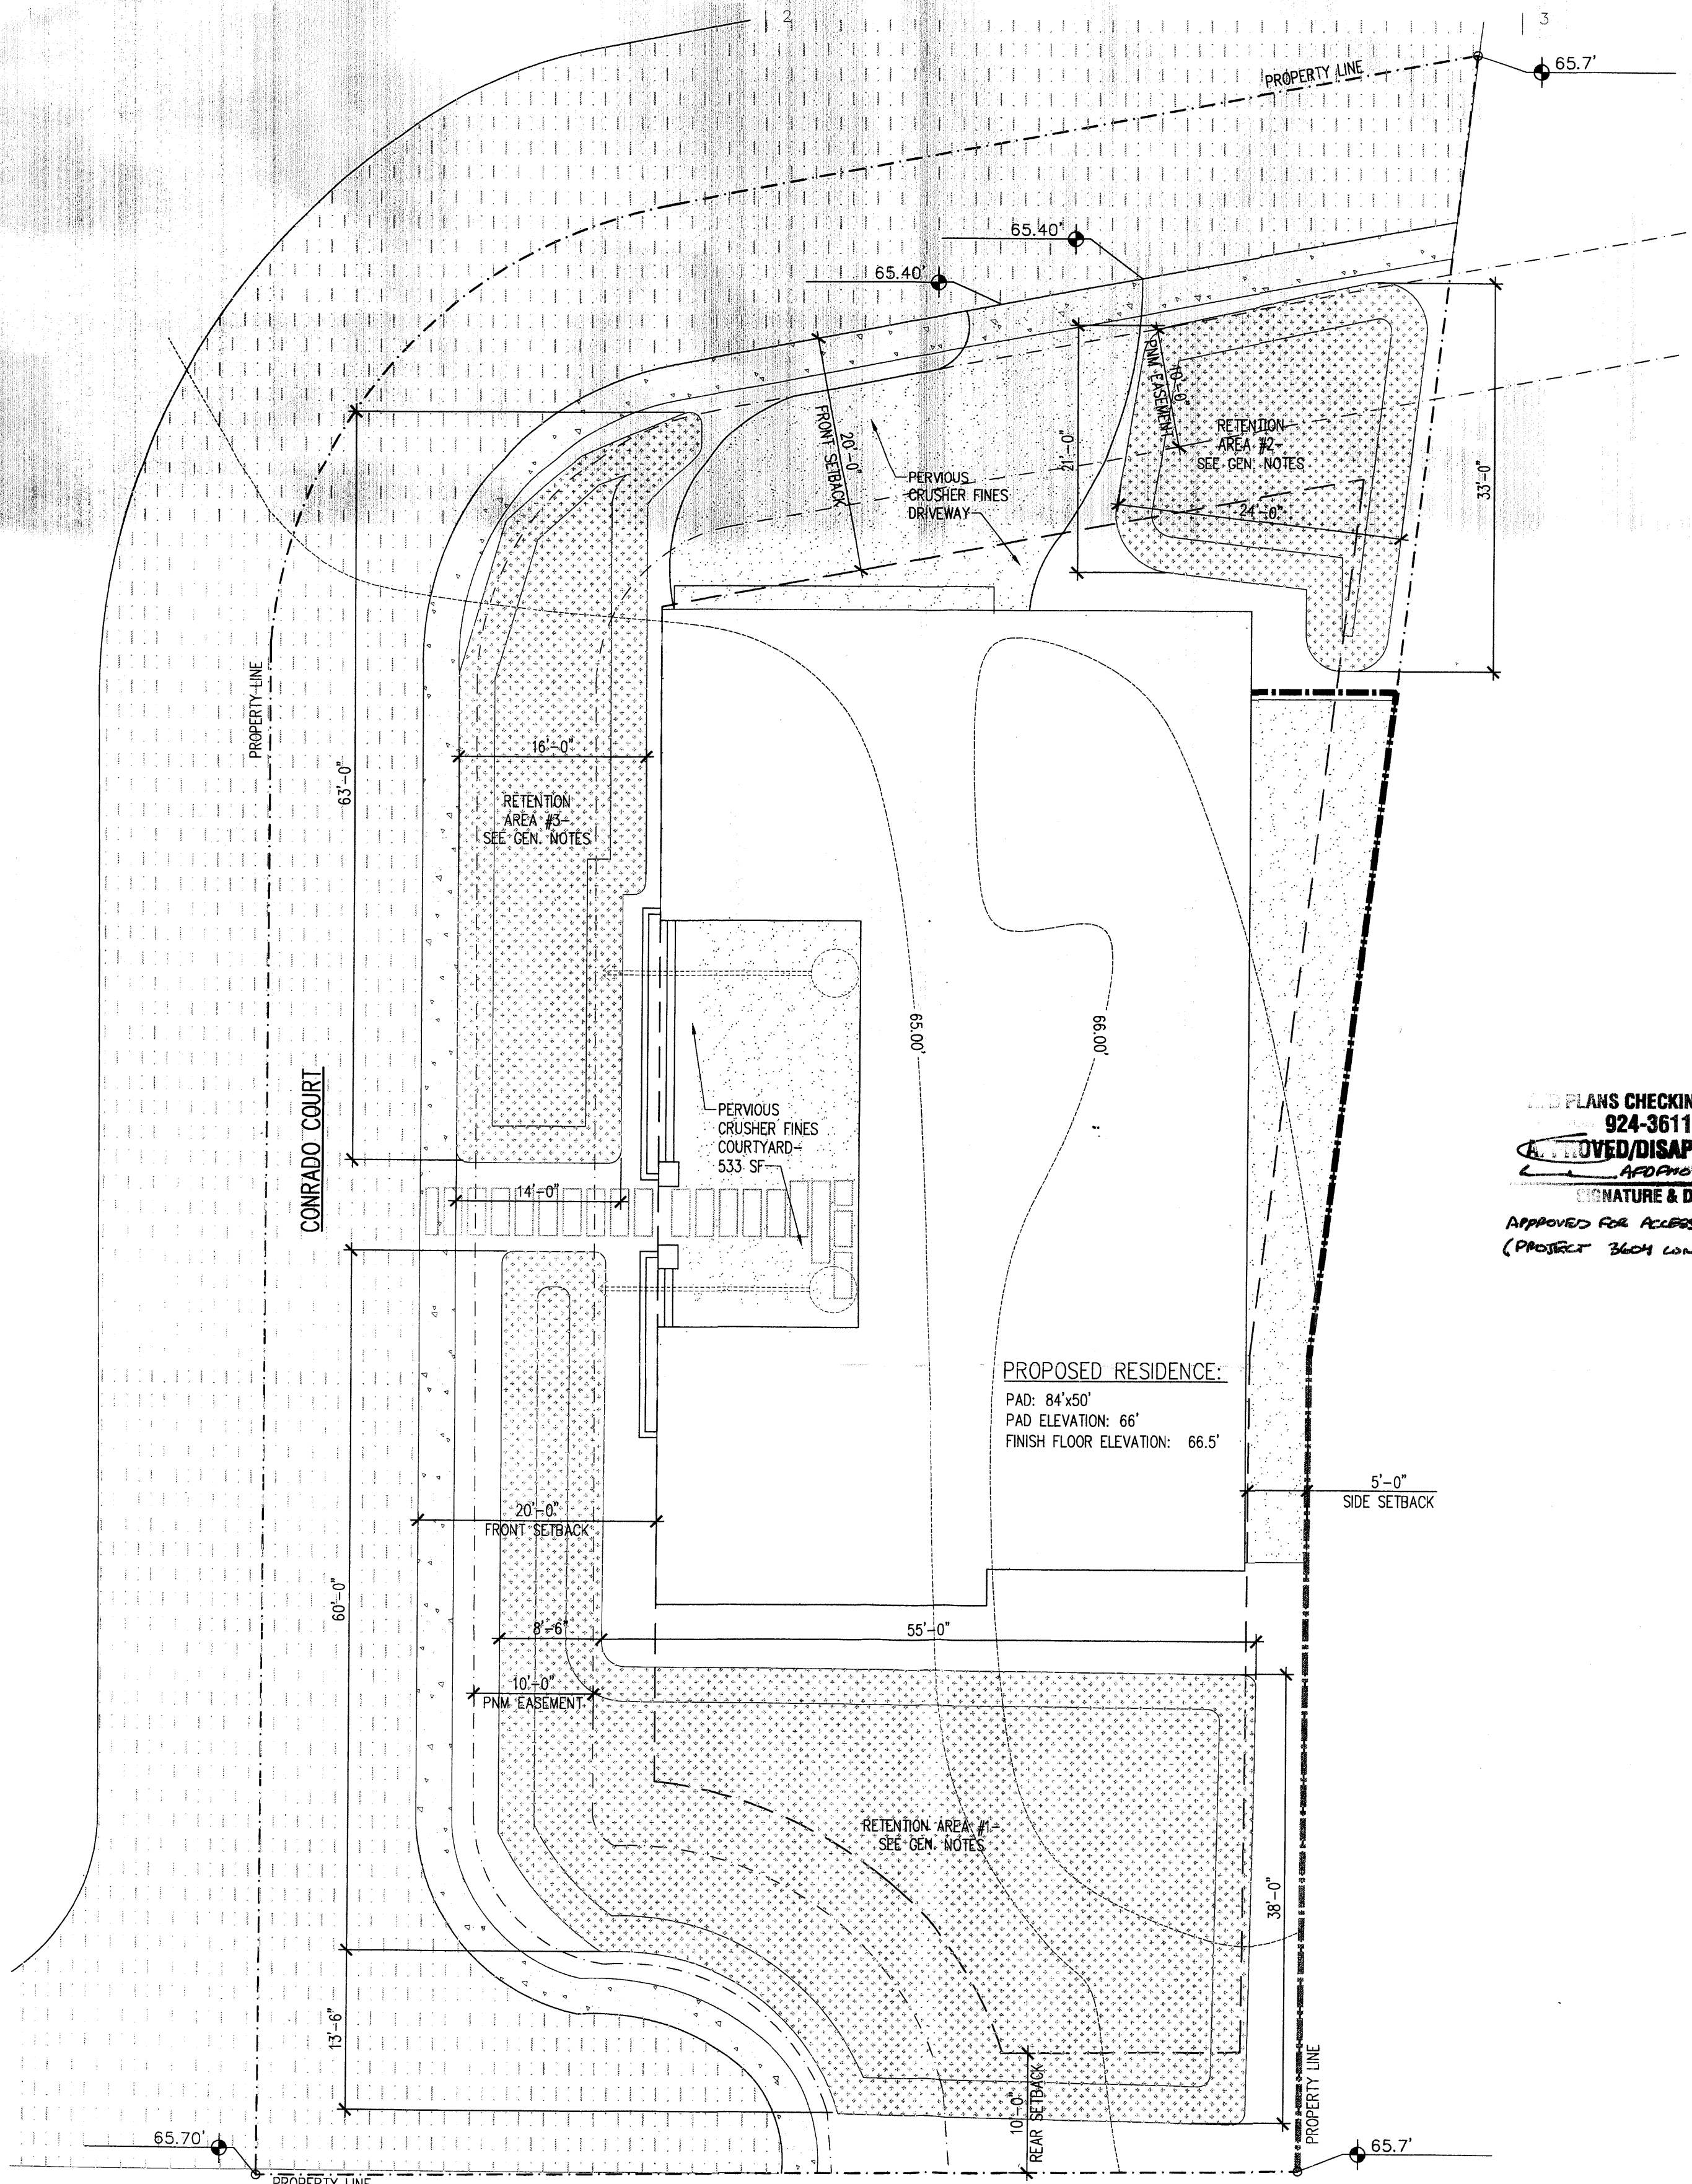 2
3
PROPERTY LINE
65.7'
65.40'
65.40'
20'-0"
FRONT SETBACK
PERVIOUS
CRUSHER FINES
DRIVEWAY
21'-0"
10'-0"
PNM EASEMENT
RETENTION
AREA #2-
SEE GEN. NOTES
24'-0"
33'-0"
PROPERTY LINE
63'-0"
16'-0"
RETENTION
AREA #3-
SEE GEN. NOTES
65.00'
66.00'
CONRADO COURT
PERVIOUS
CRUSHER FINES
COURTYARD-
533 SF
14'-0"
PLANS CHECKIN
924-3611
APPROVED/DISAP
SIGNATURE & D
APPROVED FOR ACCESS
(PROJECT 3604
PROPOSED RESIDENCE:
PAD: 84'x50'
PAD ELEVATION: 66'
FINISH FLOOR ELEVATION: 66.5'
5'-0"
SIDE SETBACK
20'-0"
FRONT SETBACK
60'-0"
8'-6"
55'-0"
10'-0"
PNM EASEMENT
RETENTION AREA #1-
SEE GEN. NOTES
38'-0"
13'-6"
10'-0"
REAR SETBACK
PROPERTY LINE
65.70'
65.7'
PROPERTY LINE